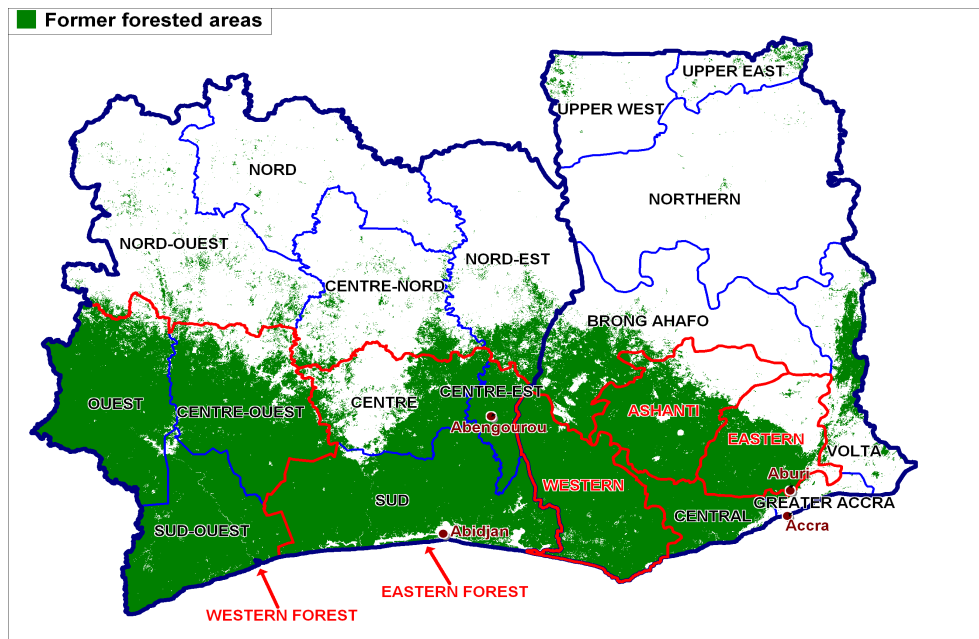 Former forested areas
UPPER EAST
UPPER WEST
NORD
NORTHERN
NORD-OUEST
NORD-EST
CENTRE-NORD
BRONG AHAFO
CENTRE-EST
OUEST
CENTRE-OUEST
CENTRE
ASHANTI
Abengourou
EASTERN
VOLTA
Aburi
WESTERN
SUD
GREATER ACCRA
CENTRAL
Accra
SUD-OUEST
Abidjan
EASTERN FOREST
WESTERN FOREST